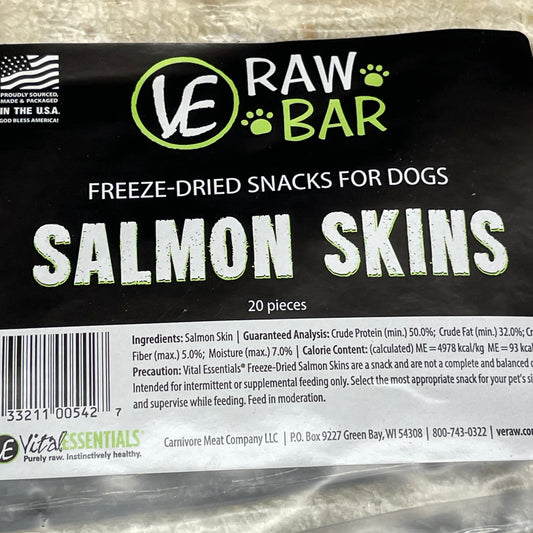 PROUDLY SOURCED,
MADE & PACKAGED
IN THE U.S.A.
GOD BLESS AMERICA!
VE RAW
BAR
FREEZE-DRIED SNACKS FOR DOGS
SALMON SKINS
20 pieces
Ingredients: Salmon Skin | Guaranteed Analysis: Crude Protein (min.) 50.0%; Crude Fat (min.) 32.0%;
Fiber (max.) 5.0%; Moisture (max.) 7.0% | Calorie Content: (calculated) ME = 4978 kcal/kg ME = 93
Precaution: Vital Essentials® Freeze-Dried Salmon Skins are a snack and are not a complete and balanced
Intended for intermittent or supplemental feeding only. Select the most appropriate snack for your pet's
and supervise while feeding. Feed in moderation.
33211 00542 7
VE Vital ESSENTIALS®
Purely raw. Instinctively healthy.
Carnivore Meat Company LLC | P.O. Box 9227 Green Bay, WI 54308 | 800-743-0322 | veraw.co